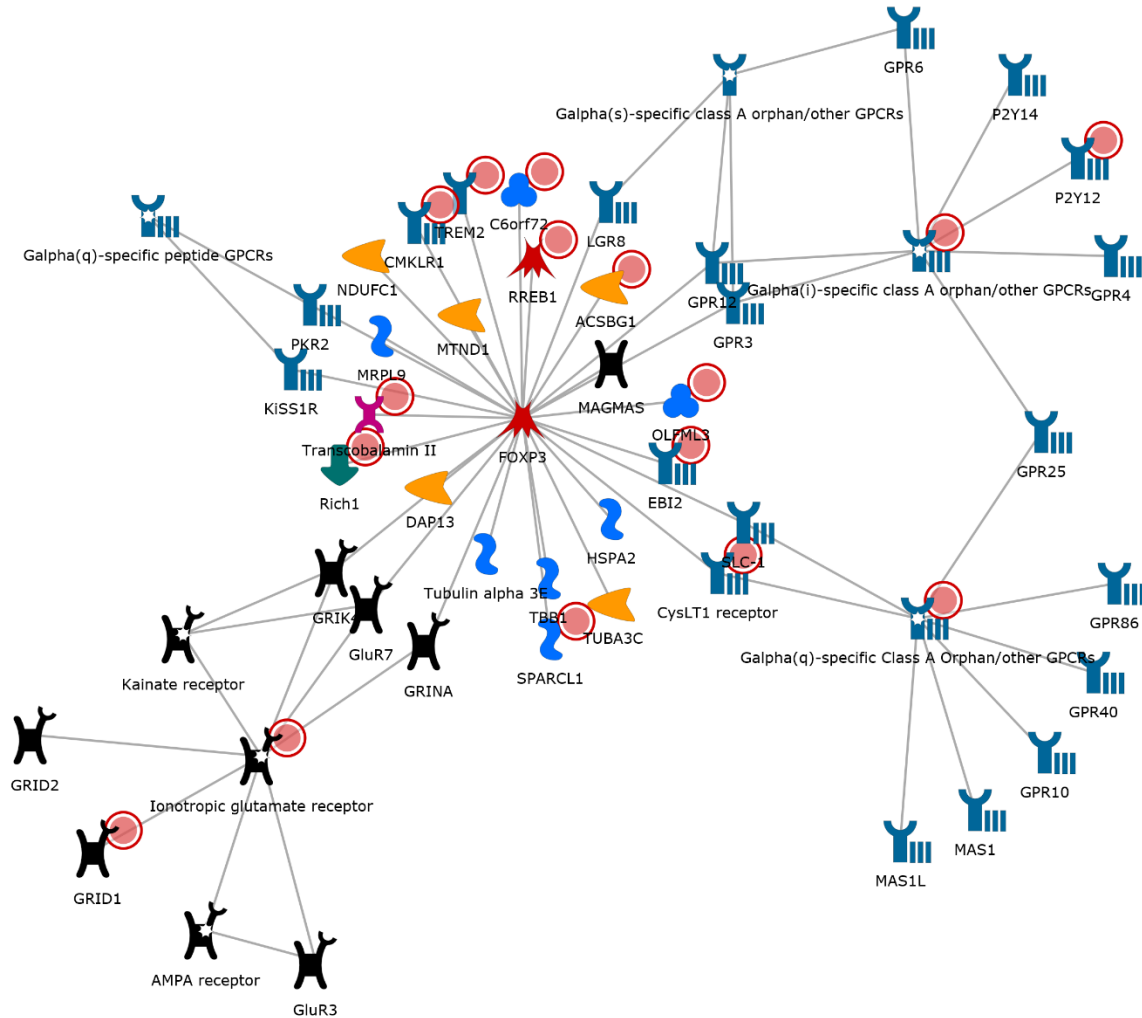 GPR6
P2Y14
Galpha(s)-specific class A orphan/other GPCRs
P2Y12
C6orf72
TREM2
LGR8
Galpha(q)-specific peptide GPCRs
CMKLR1
GPR12
Galpha(i)-specific class A orphan/other GPCRs
GPR4
NDUFC1
RREB1
ACSBG1
PKR2
MTND1
GPR3
MRPL9
KiSS1R
MAGMAS
Transcobalamin II
OLFML3
FOXP3
GPR25
Rich1
EBI2
DAP13
HSPA2
SLC-1
Tubulin alpha 3E
CysLT1 receptor
GRIK4
TBB1
TUBA3C
GPR86
GluR7
Kainate receptor
GRINA
SPARCL1
Galpha(q)-specific Class A Orphan/other GPCRs
GPR40
GRID2
Ionotropic glutamate receptor
GPR10
MAS1
GRID1
MAS1L
AMPA receptor
GluR3